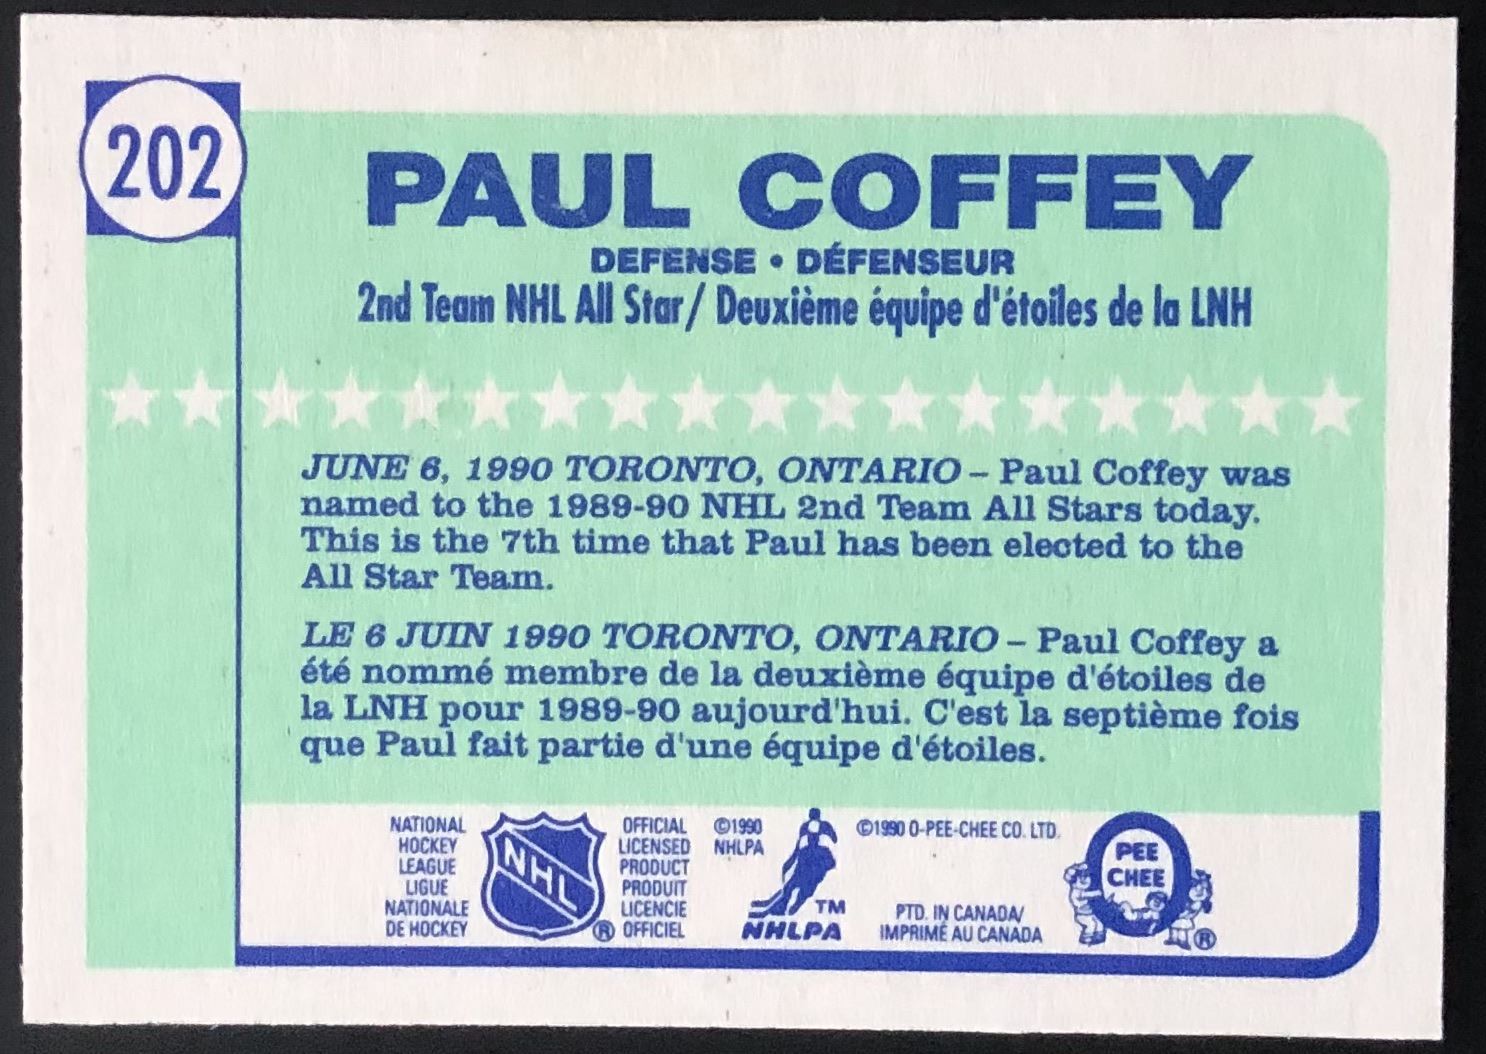 202
PAUL COFFEY
DEFENSE • DÉFENSEUR
2nd Team NHL All Star/ Deuxième équipe d'étoiles de la LNH
JUNE 6, 1990 TORONTO, ONTARIO – Paul Coffey was
named to the 1989-90 NHL 2nd Team All Stars today.
This is the 7th time that Paul has been elected to the
All Star Team.
LE 6 JUIN 1990 TORONTO, ONTARIO – Paul Coffey a
été nommé membre de la deuxième équipe d'étoiles de
la LNH pour 1989-90 aujourd'hui. C'est la septième fois
que Paul fait partie d'une équipe d'étoiles.
NATIONAL
HOCKEY
LEAGUE
LIGUE
NATIONALE
DE HOCKEY
NHL
®
OFFICIAL
LICENSED
PRODUCT
PRODUIT
LICENCIE
OFFICIEL
©1990
NHLPA
TM
NHLPA
©1990 O-PEE-CHEE CO. LTD.
PTD. IN CANADA/
IMPRIMÉ AU CANADA
O
PEE
CHEE
®